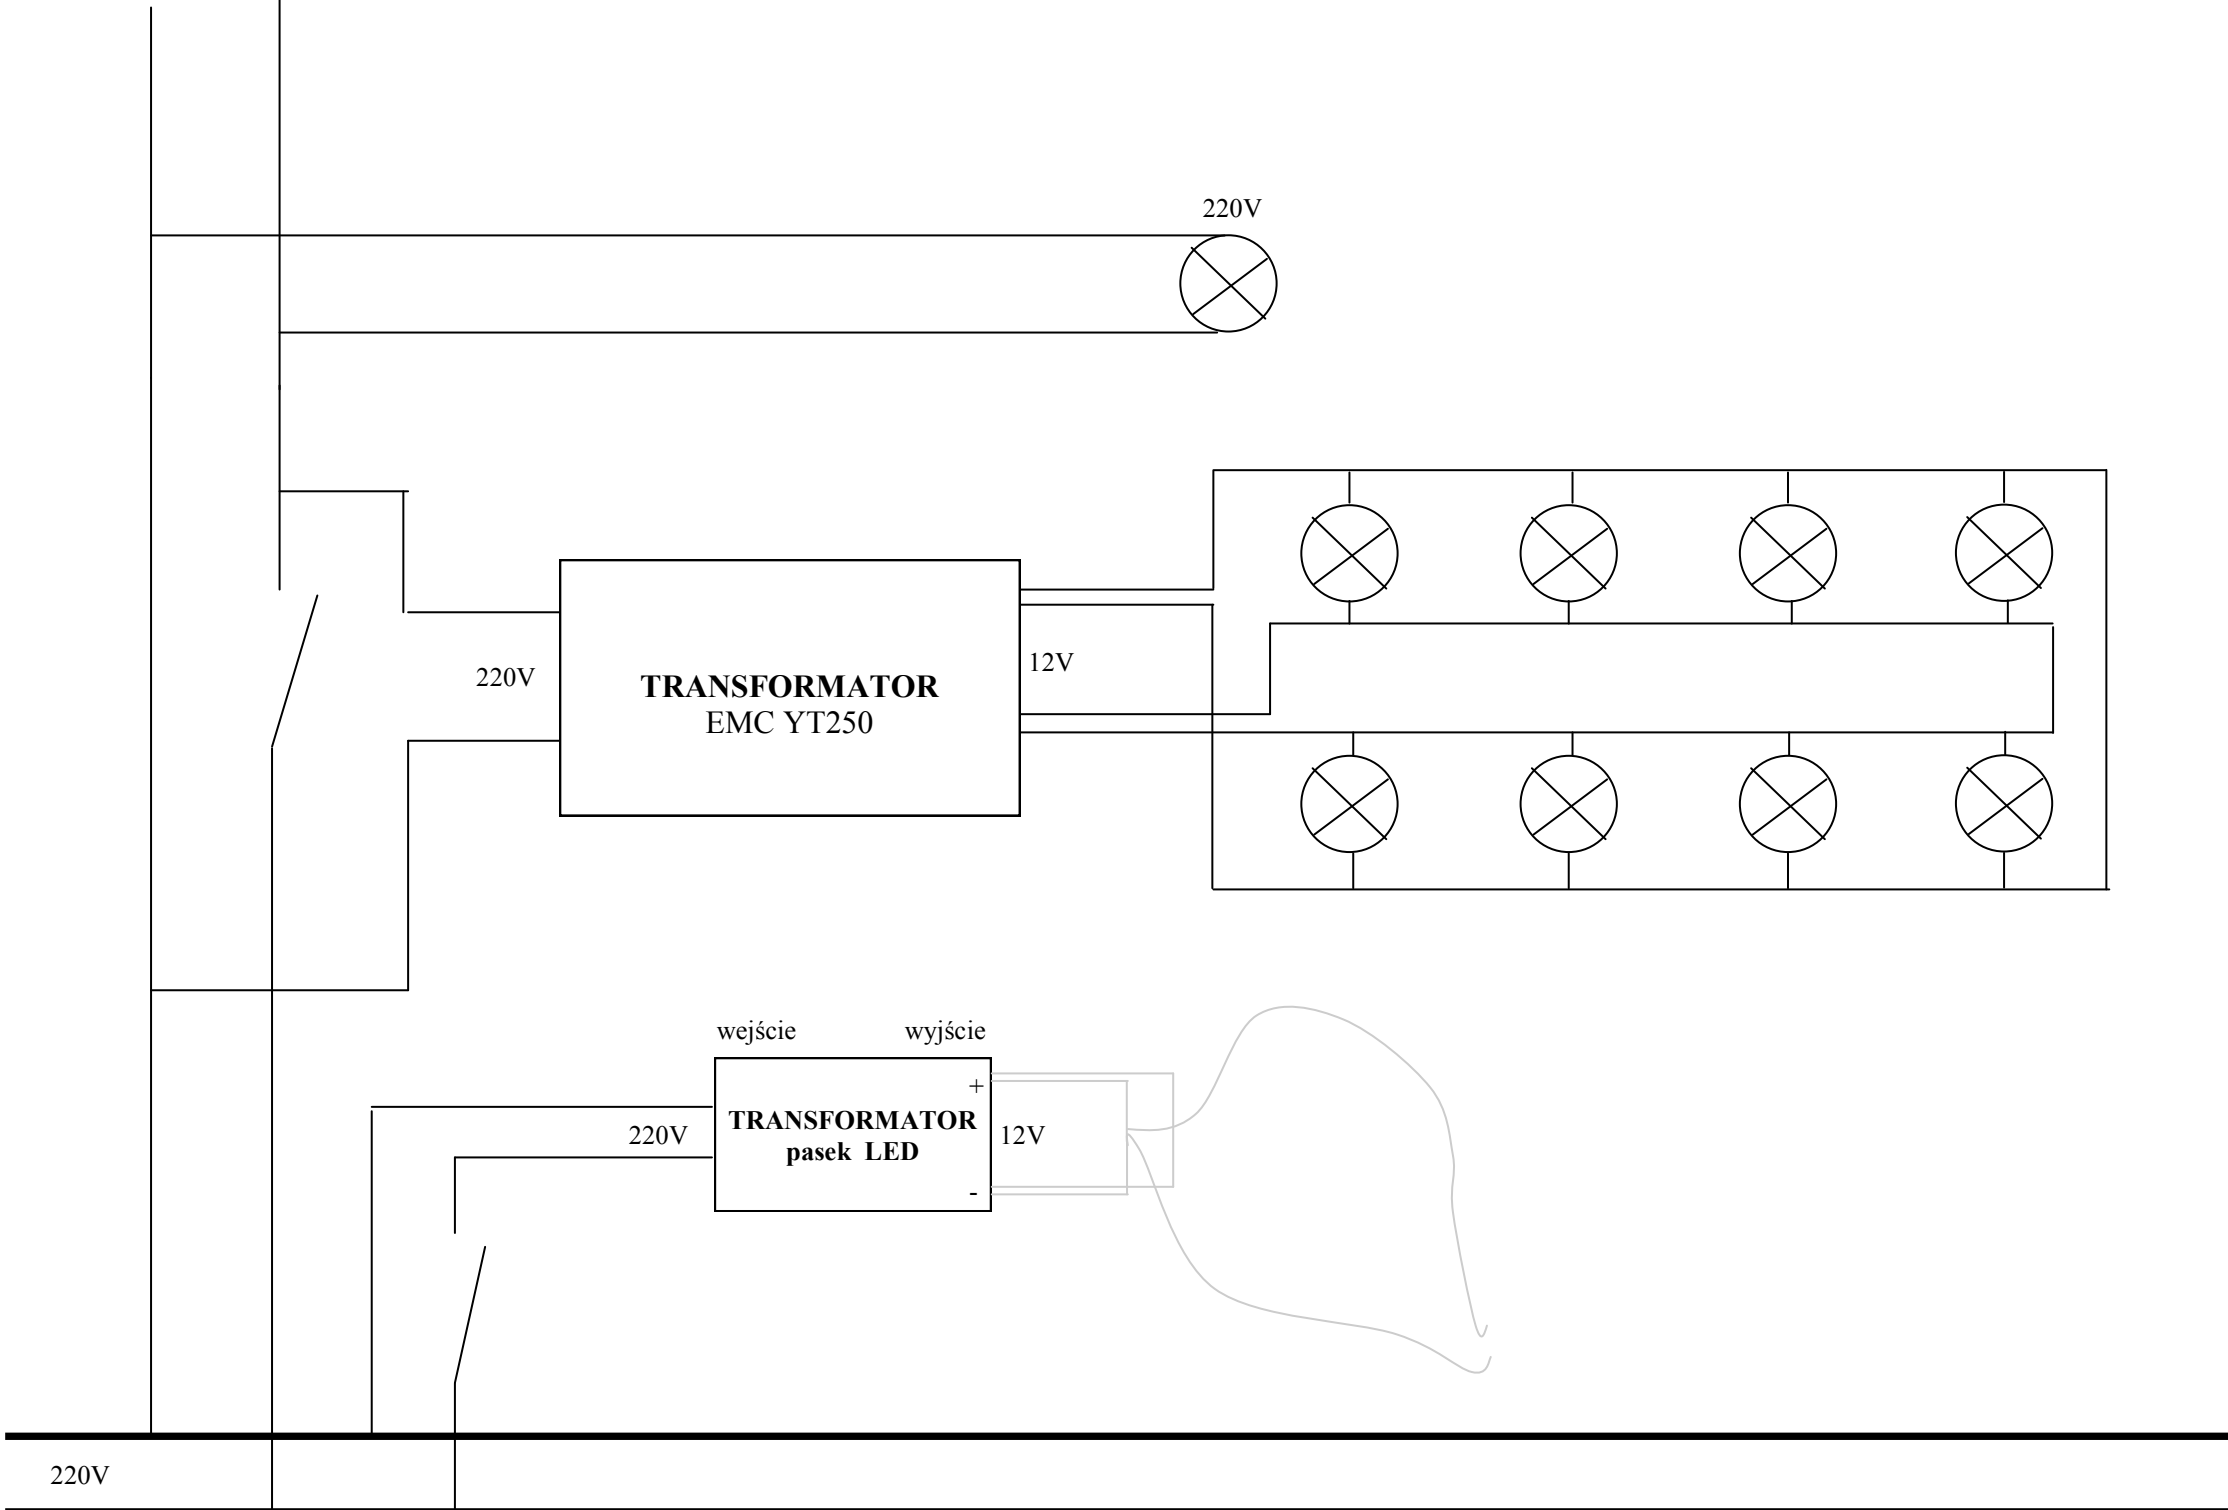 220V
220V
TRANSFORMATOR
EMC YT250
12V
wejście wyjście
+
220V
TRANSFORMATOR
pasek LED
12V
-
220V